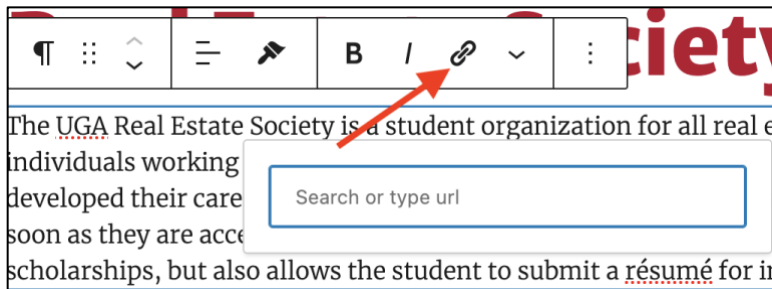 ciety
B I
The UGA Real Estate Society is a student organization for all real e
individuals working
developed their care
Search or type url
soon as they are acce
scholarships, but also allows the student to submit a résumé for i